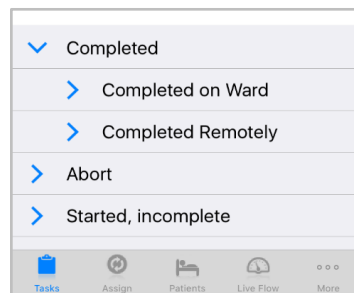 Completed
Completed on Ward
Completed Remotely
Abort
Started, incomplete
Tasks Assign Patients Live Flow More